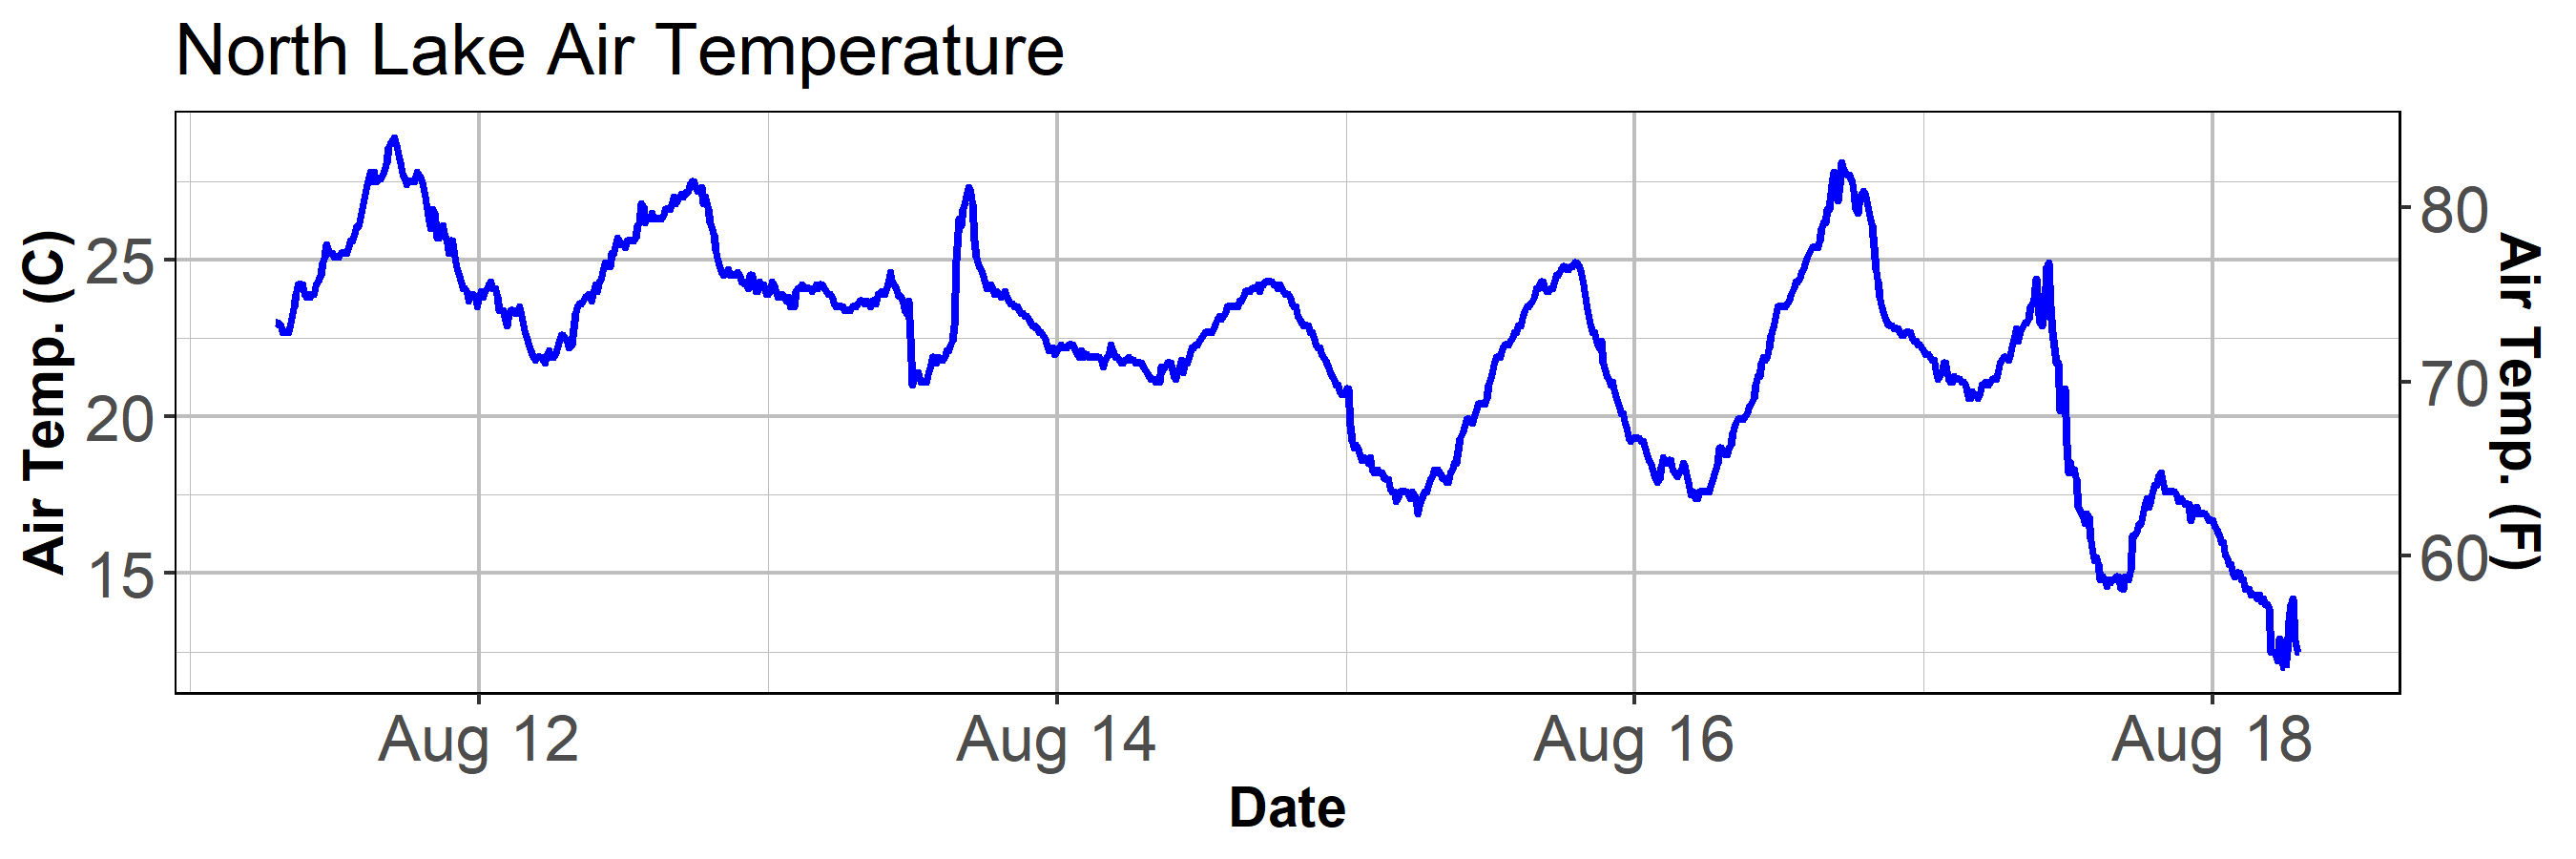 North Lake Air Temperature
Air Temp. (C)
25
20
15
80
70
60
Air Temp. (F)
Aug 12 Aug 14 Aug 16 Aug 18
Date